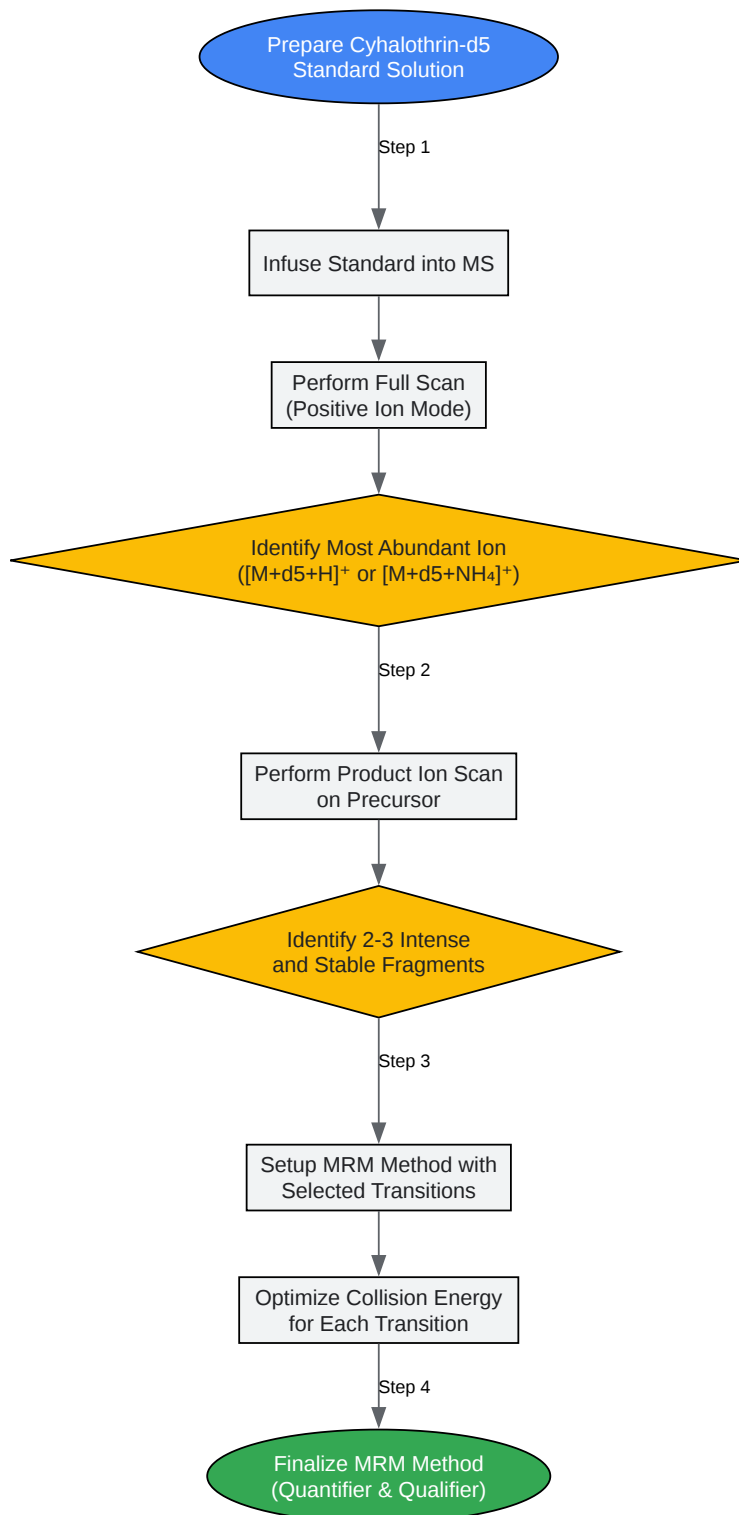 Prepare Cyhalothrin-d5
Standard Solution
Step 1
Infuse Standard into MS
Perform Full Scan
(Positive Ion Mode)
Identify Most Abundant Ion
([M+d5+H]⁺ or [M+d5+NH₄]⁺)
Step 2
Perform Product Ion Scan
on Precursor
Identify 2-3 Intense
and Stable Fragments
Step 3
Setup MRM Method with
Selected Transitions
Optimize Collision Energy
for Each Transition
Step 4
Finalize MRM Method
(Quantifier & Qualifier)